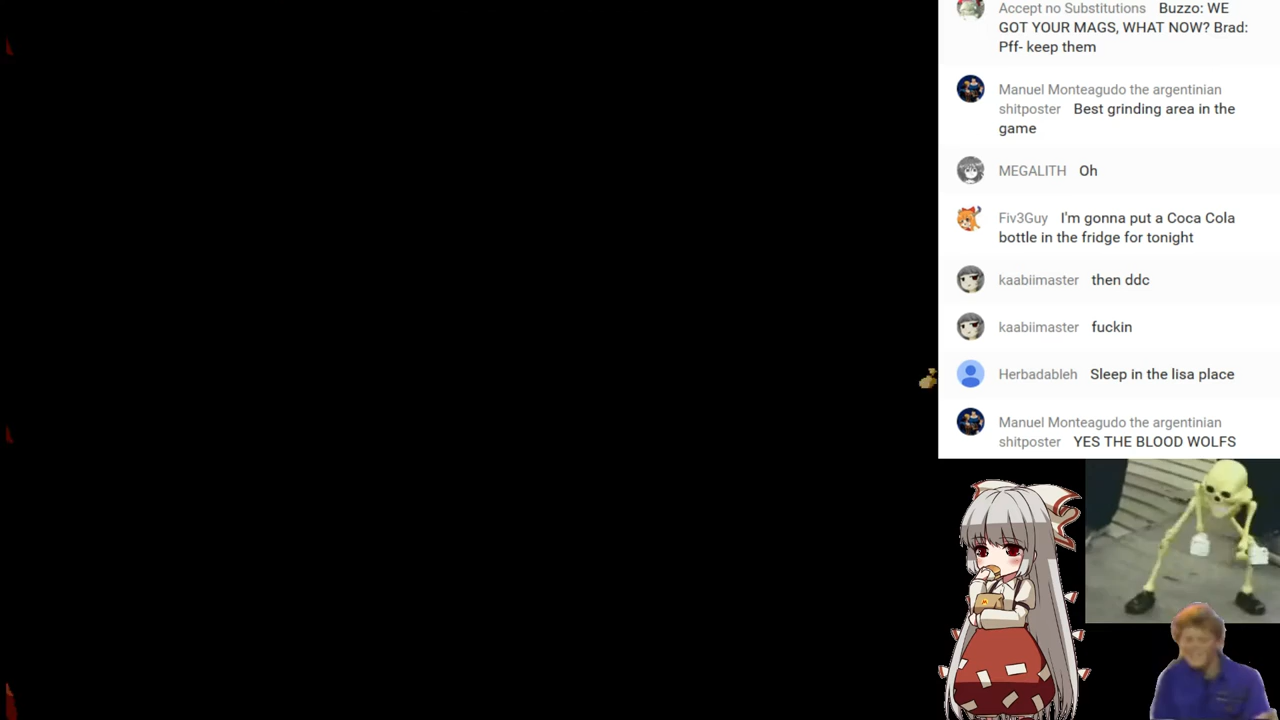 Accept no Substitutions Buzzo: WE
GOT YOUR MAGS, WHAT NOW? Brad:
Pff- keep them
Manuel Monteagudo the argentinian
shitposter Best grinding area in the
game
MEGALITH Oh
Fiv3Guy I'm gonna put a Coca Cola
bottle in the fridge for tonight
kaabiimaster then ddc
kaabiimaster fuckin
Herbadableh Sleep in the lisa place
Manuel Monteagudo the argentinian
shitposter YES THE BLOOD WOLFS